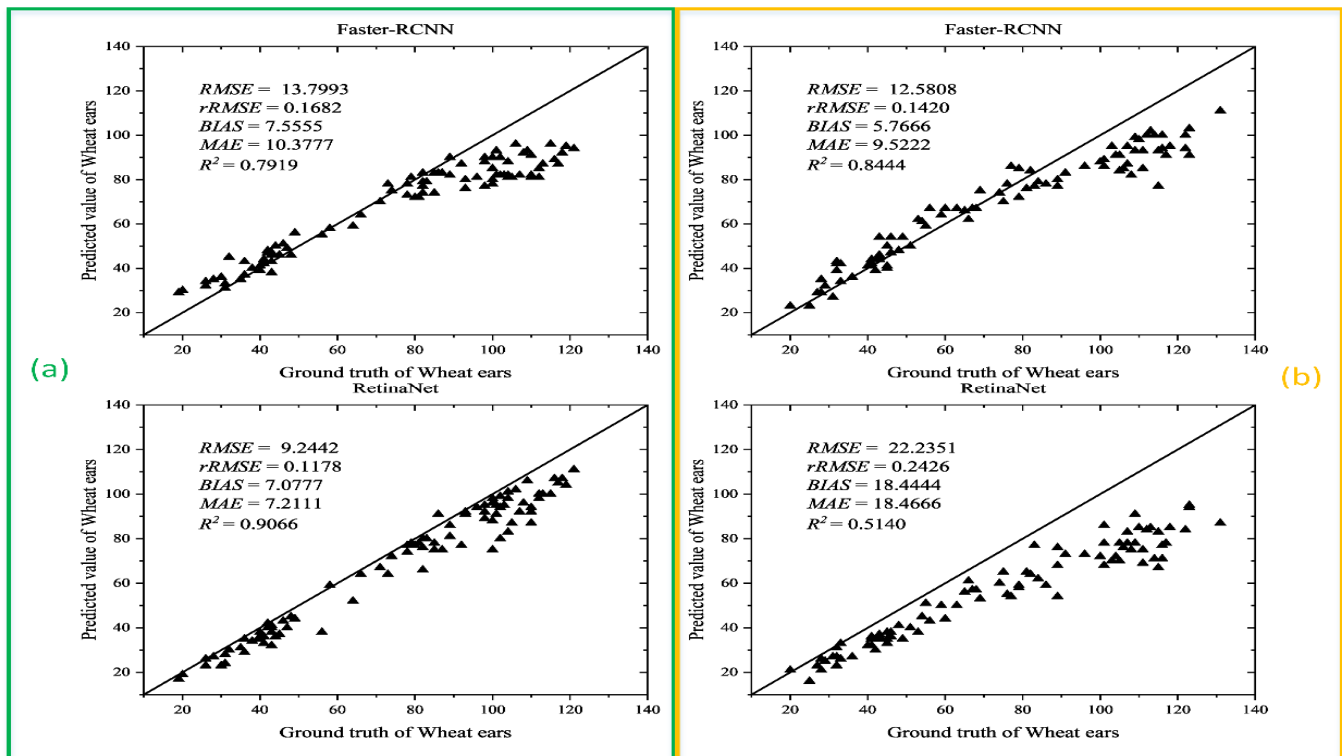 Faster-RCNN
140
120
100
80
60
40
20
Predicted value of Wheat ears
RMSE = 13.7993
rRMSE = 0.1682
BIAS = 7.5555
MAE = 10.3777
R² = 0.7919
20 40 60 80 100 120 140
Ground truth of Wheat ears
(a)
RetinaNet
140
120
100
80
60
40
20
Predicted value of Wheat ears
RMSE = 9.2442
rRMSE = 0.1178
BIAS = 7.0777
MAE = 7.2111
R² = 0.9066
20 40 60 80 100 120 140
Ground truth of Wheat ears
Faster-RCNN
140
120
100
80
60
40
20
Predicted value of Wheat ears
RMSE = 12.5808
rRMSE = 0.1420
BIAS = 5.7666
MAE = 9.5222
R² = 0.8444
20 40 60 80 100 120 140
Ground truth of Wheat ears
(b)
RetinaNet
140
120
100
80
60
40
20
Predicted value of Wheat ears
RMSE = 22.2351
rRMSE = 0.2426
BIAS = 18.4444
MAE = 18.4666
R² = 0.5140
20 40 60 80 100 120 140
Ground truth of Wheat ears